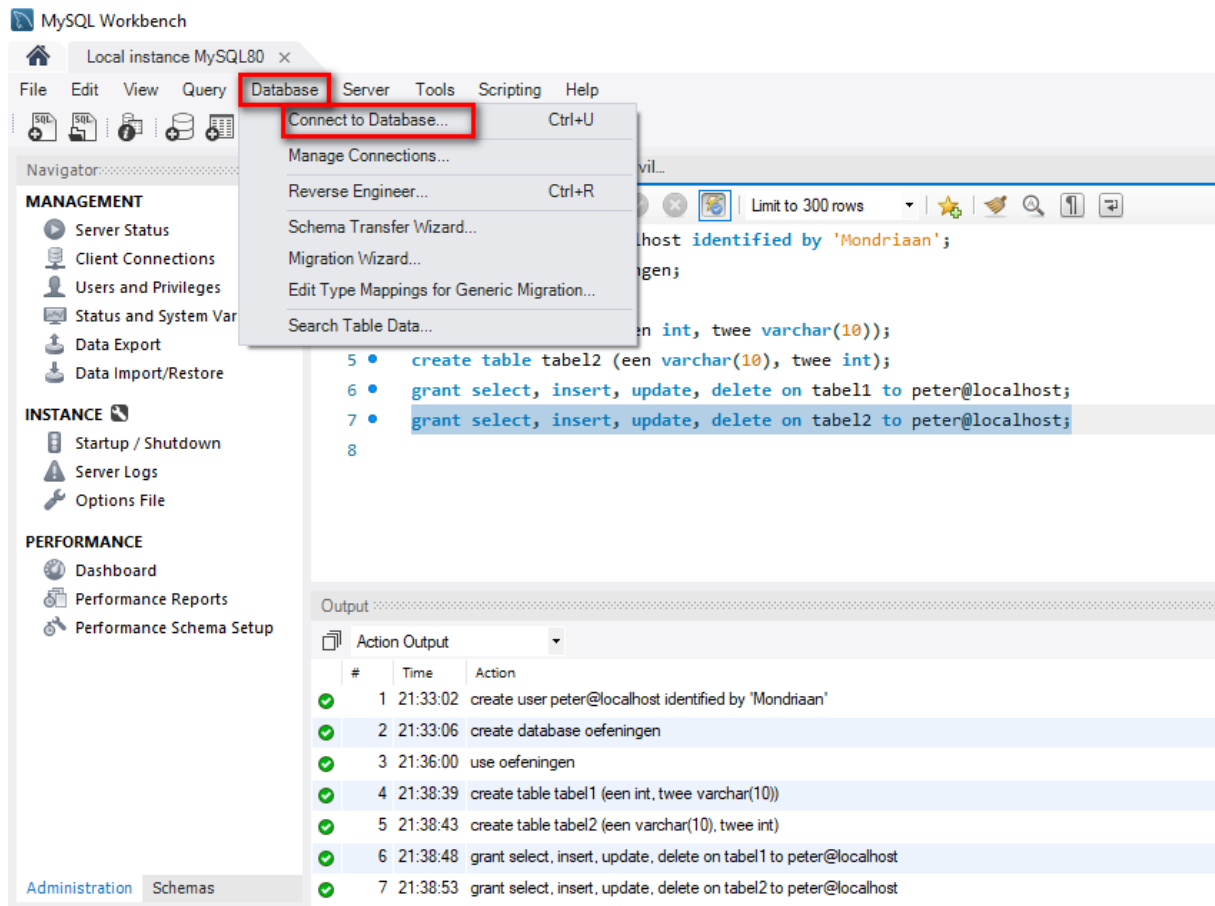 MySQL Workbench
Local instance MySQL80 ×
File Edit View Query Database Server Tools Scripting Help
SQL SQL
Connect to Database... Ctrl+U
Manage Connections...
Reverse Engineer... Ctrl+R
Schema Transfer Wizard...
Migration Wizard...
Edit Type Mappings for Generic Migration...
Search Table Data...
Navigator
MANAGEMENT
Server Status
Client Connections
Users and Privileges
Status and System Var
Data Export
Data Import/Restore
INSTANCE
Startup / Shutdown
Server Logs
Options File
PERFORMANCE
Dashboard
Performance Reports
Performance Schema Setup
Administration Schemas
vil...
Limit to 300 rows
lhost identified by 'Mondriaan';
ngen;
en int, twee varchar(10));
5 create table tabel2 (een varchar(10), twee int);
6 grant select, insert, update, delete on tabel1 to peter@localhost;
7 grant select, insert, update, delete on tabel2 to peter@localhost;
8
Output
Action Output
# Time Action
1 21:33:02 create user peter@localhost identified by 'Mondriaan'
2 21:33:06 create database oefeningen
3 21:36:00 use oefeningen
4 21:38:39 create table tabel1 (een int, twee varchar(10))
5 21:38:43 create table tabel2 (een varchar(10), twee int)
6 21:38:48 grant select, insert, update, delete on tabel1 to peter@localhost
7 21:38:53 grant select, insert, update, delete on tabel2 to peter@localhost